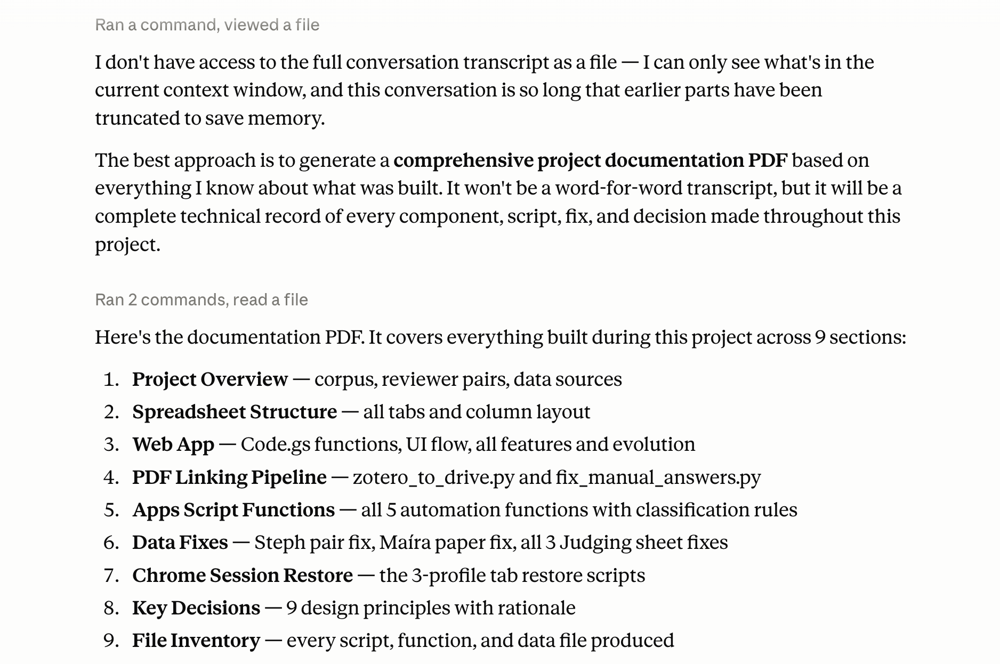 Ran a command, viewed a file
I don't have access to the full conversation transcript as a file — I can only see what's in the
current context window, and this conversation is so long that earlier parts have been
truncated to save memory.
The best approach is to generate a comprehensive project documentation PDF based on
everything I know about what was built. It won't be a word-for-word transcript, but it will be a
complete technical record of every component, script, fix, and decision made throughout this
project.
Ran 2 commands, read a file
Here's the documentation PDF. It covers everything built during this project across 9 sections:
1. Project Overview — corpus, reviewer pairs, data sources
2. Spreadsheet Structure — all tabs and column layout
3. Web App — Code.gs functions, UI flow, all features and evolution
4. PDF Linking Pipeline — zotero_to_drive.py and fix_manual_answers.py
5. Apps Script Functions — all 5 automation functions with classification rules
6. Data Fixes — Steph pair fix, Maíra paper fix, all 3 Judging sheet fixes
7. Chrome Session Restore — the 3-profile tab restore scripts
8. Key Decisions — 9 design principles with rationale
9. File Inventory — every script, function, and data file produced